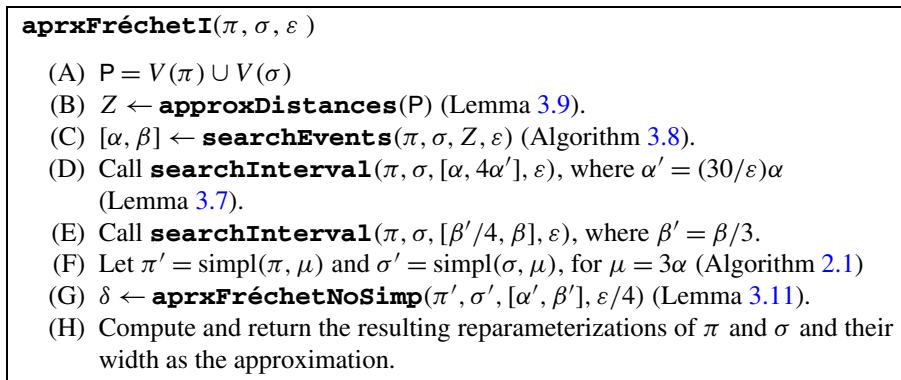 aprxFréchetI(π, σ, ε )
(A) P = V(π) ∪ V(σ)
(B) Z ← approxDistances(P) (Lemma 3.9).
(C) [α, β] ← searchEvents(π, σ, Z, ε) (Algorithm 3.8).
(D) Call searchInterval(π, σ, [α, 4α′], ε), where α′ = (30/ε)α
(Lemma 3.7).
(E) Call searchInterval(π, σ, [β′/4, β], ε), where β′ = β/3.
(F) Let π′ = simpl(π, μ) and σ′ = simpl(σ, μ), for μ = 3α (Algorithm 2.1)
(G) δ ← aprxFréchetNoSimp(π′, σ′, [α′, β′], ε/4) (Lemma 3.11).
(H) Compute and return the resulting reparameterizations of π and σ and their
width as the approximation.